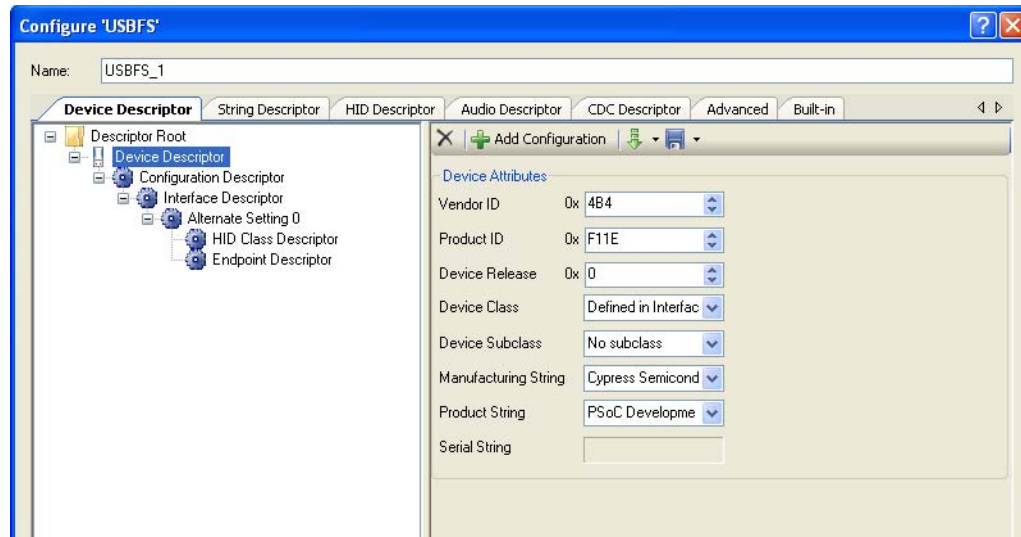 Configure 'USBFS'
Name: USBFS_1
Device Descriptor String Descriptor HID Descriptor Audio Descriptor CDC Descriptor Advanced Built-in
Descriptor Root
Device Descriptor
Configuration Descriptor
Interface Descriptor
Alternate Setting 0
HID Class Descriptor
Endpoint Descriptor
Add Configuration
Device Attributes
Vendor ID 0x 4B4
Product ID 0x F11E
Device Release 0x 0
Device Class Defined in Interfac
Device Subclass No subclass
Manufacturing String Cypress Semicond
Product String PSoC Developme
Serial String